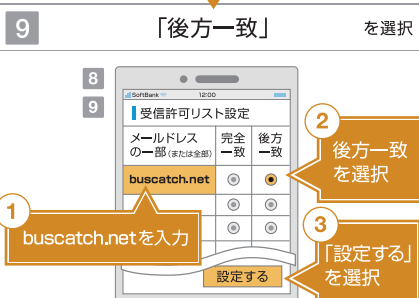 9 「後方一致」 を選択
8
9
SoftBank 12:00
受信許可リスト設定
メールドレス 完全 後方
の一部(または全部) 一致 一致
2
後方一致
を選択
buscatch.net
1
buscatch.netを入力
3
「設定する」
を選択
設定する